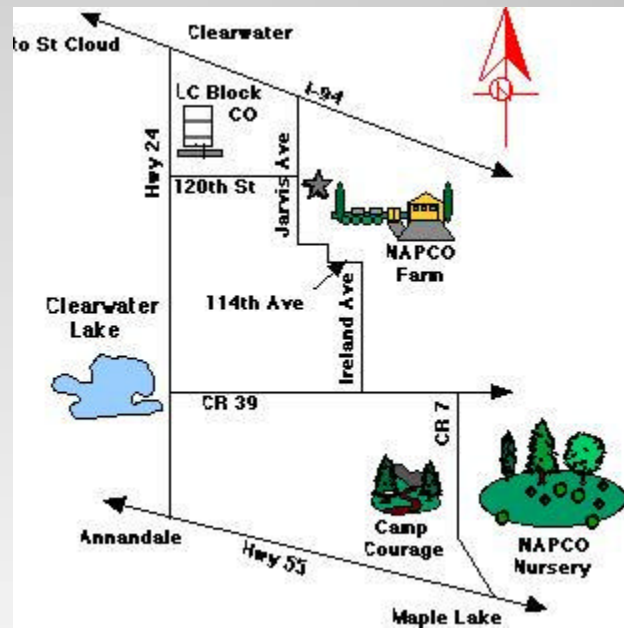 Clearwater
to St Cloud
I-94
LC Block
CO
Hwy 24
120th St
Jarvis Ave
NAPCO
Farm
114th Ave
Clearwater
Lake
Ireland Ave
CR 39
CR 7
Camp
Courage
Annandale
Hwy 55
NAPCO
Nursery
Maple Lake